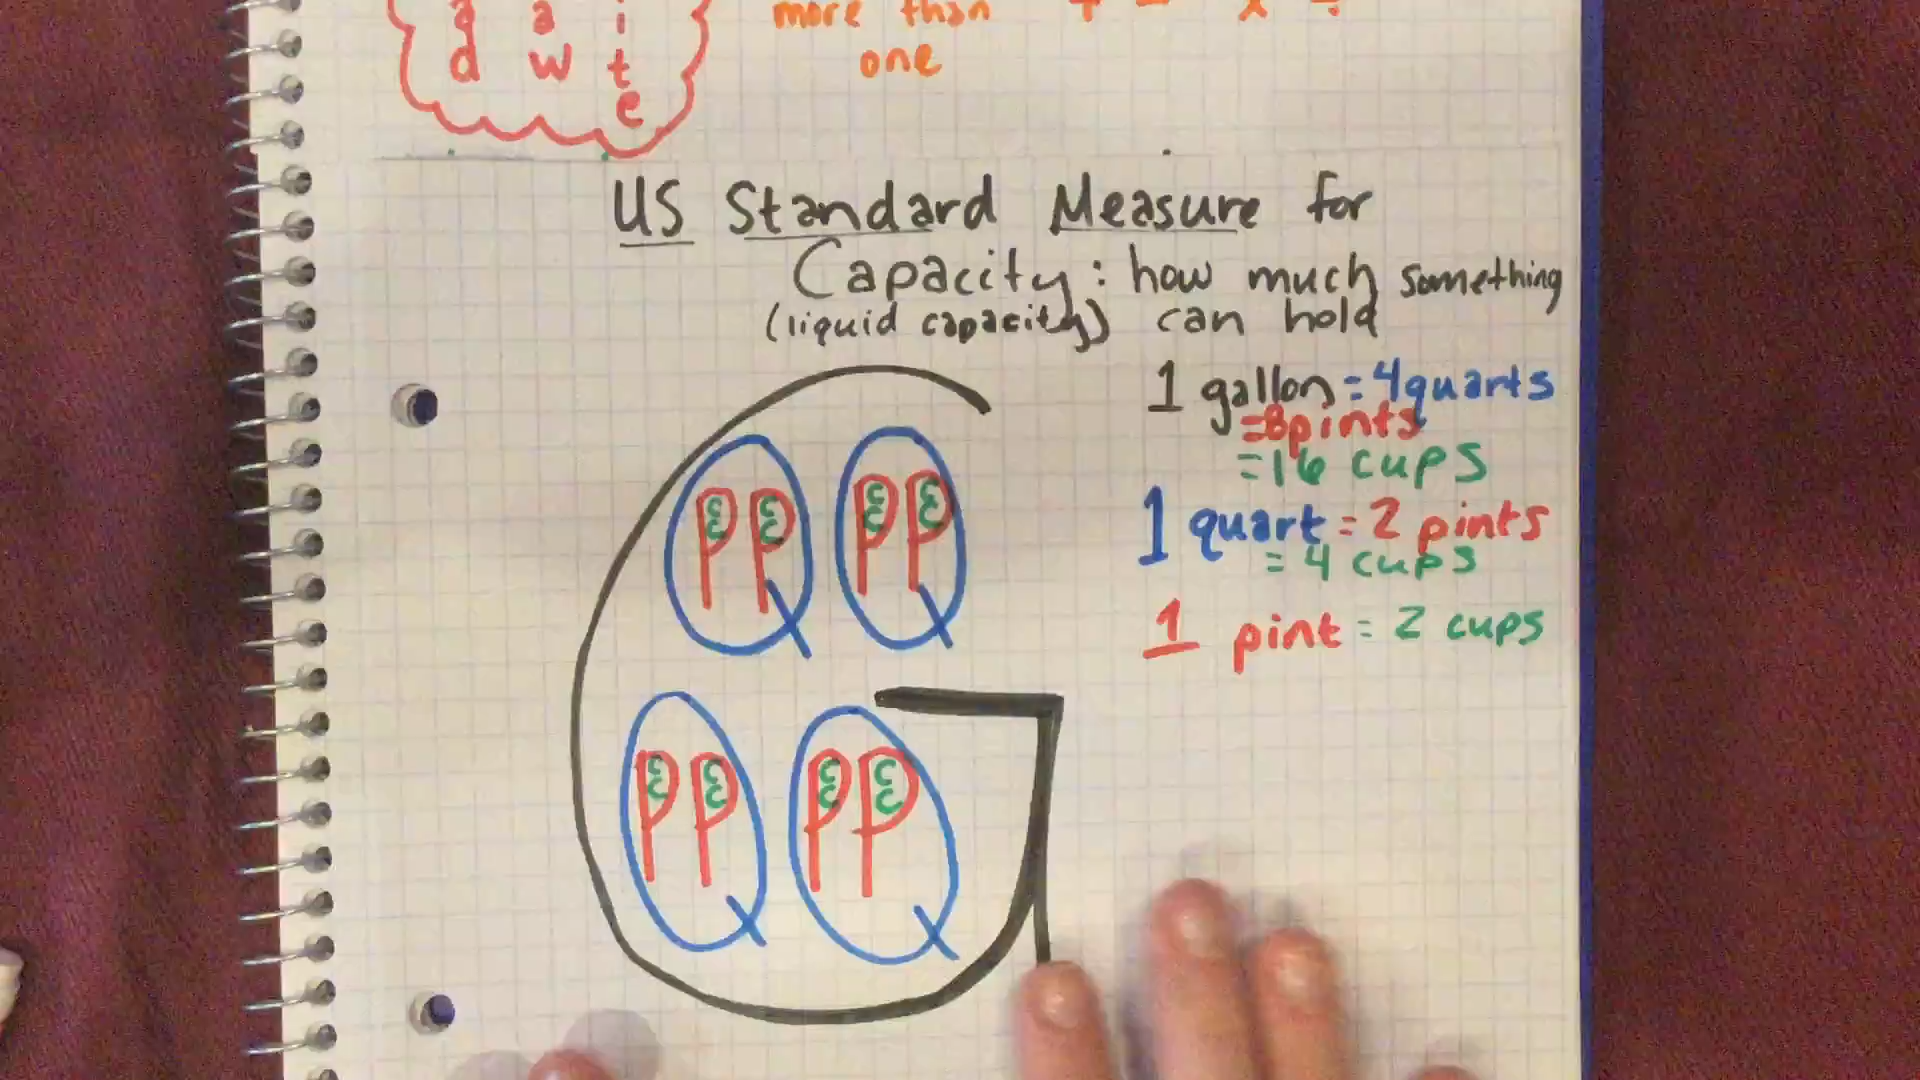 more than + - x ÷
one
d w t
e
US Standard Measure for
Capacity: how much something
(liquid capacity) can hold
1 gallon = 4 quarts
= 8 pints
= 16 cups
1 quart = 2 pints
= 4 cups
1 pint = 2 cups
G
Q Q
P P P P
C C C C C C C C
Q Q
P P P P
C C C C C C C C